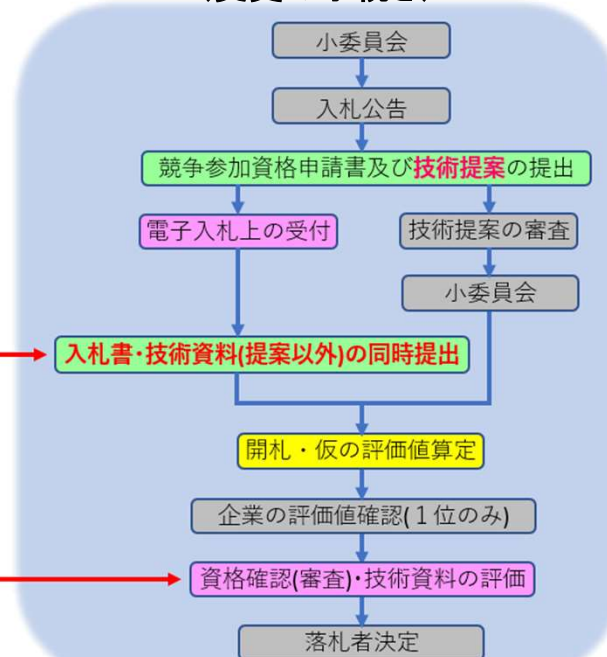 小委員会
入札公告
競争参加資格申請書及び技術提案の提出
電子入札上の受付
技術提案の審査
小委員会
入札書・技術資料(提案以外)の同時提出
開札・仮の評価値算定
企業の評価値確認(１位のみ)
資格確認(審査)・技術資料の評価
落札者決定